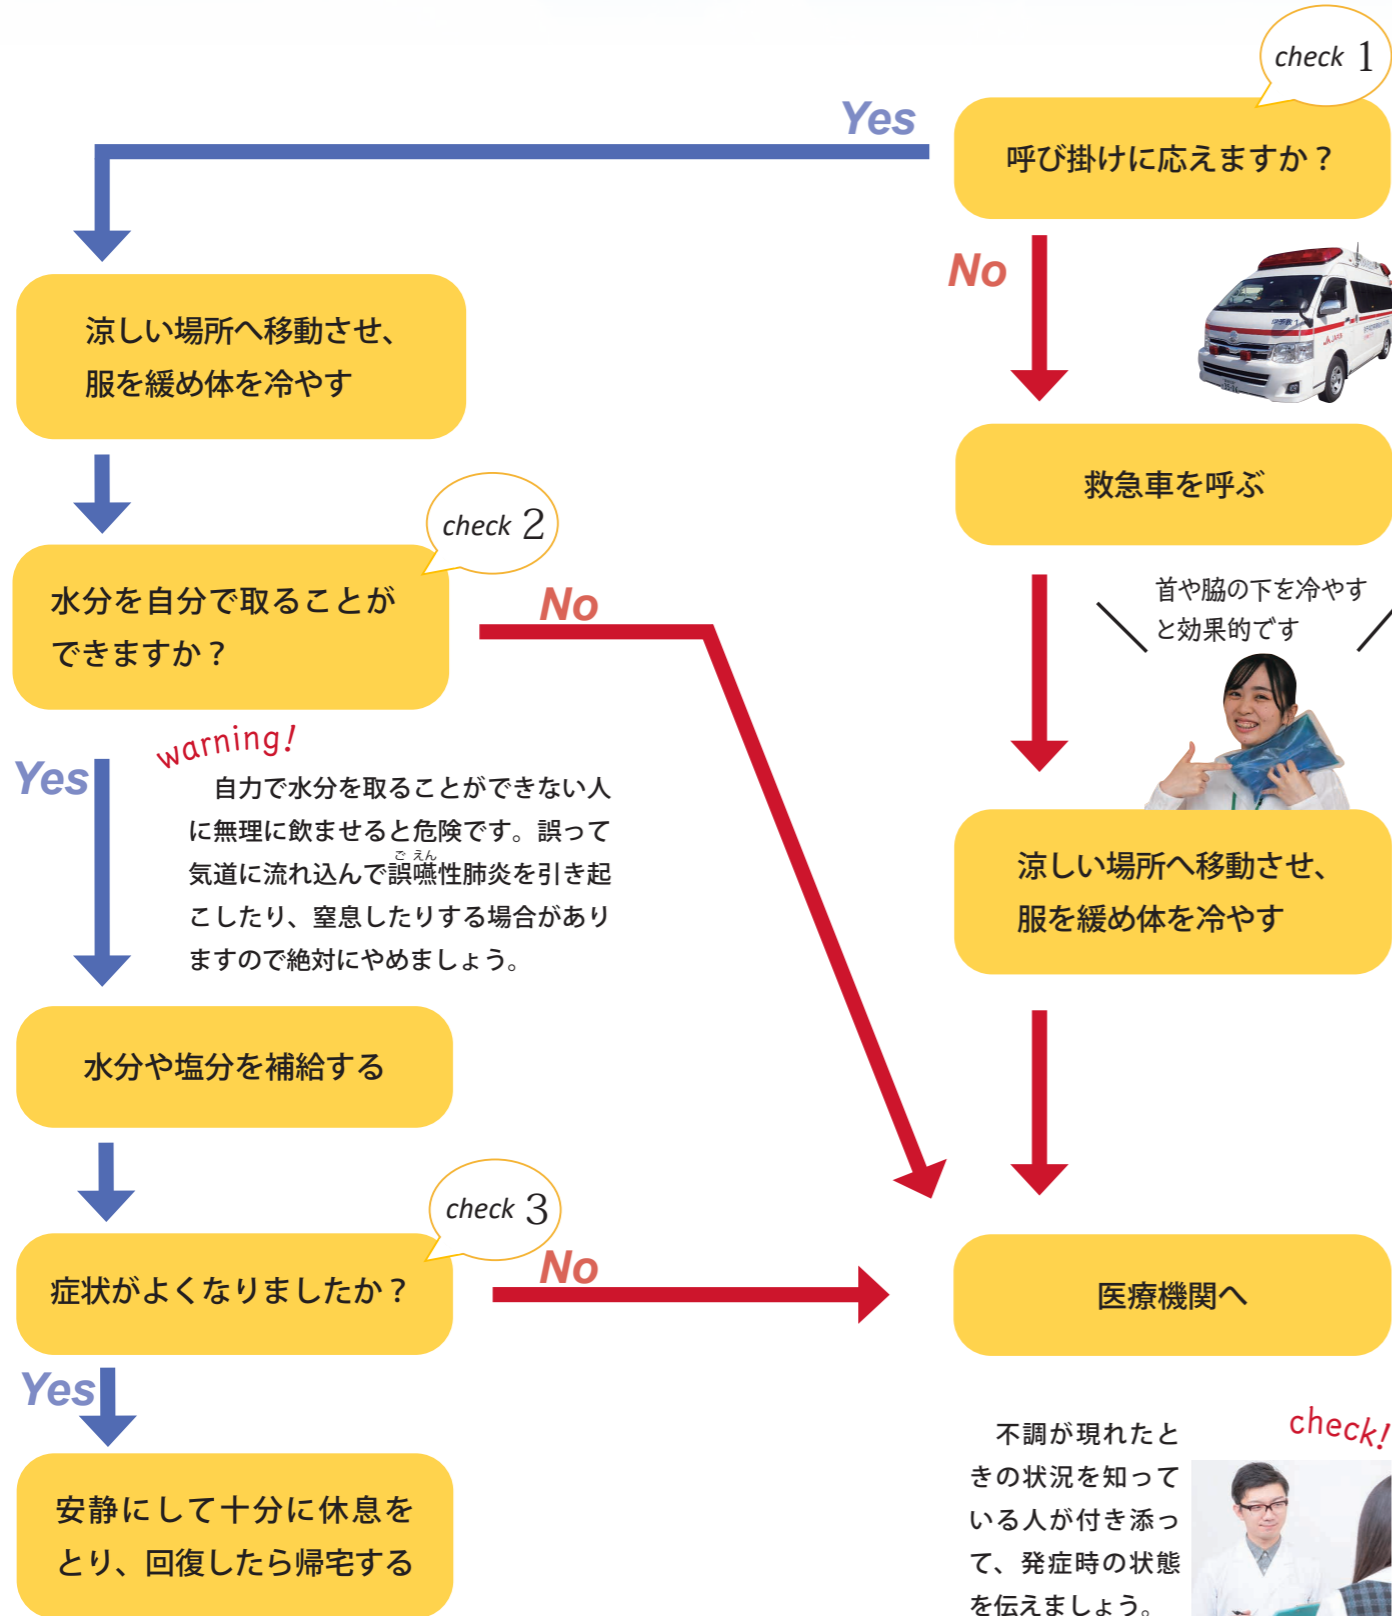 check 1
呼び掛けに応えますか？
Yes
No
救急車を呼ぶ
首や脇の下を冷やす
と効果的です
涼しい場所へ移動させ、
服を緩め体を冷やす
涼しい場所へ移動させ、
服を緩め体を冷やす
check 2
水分を自分で取ることが
できますか？
No
Yes
warning!
自力で水分を取ることができない人
に無理に飲ませると危険です。誤って
気道に流れ込んで誤嚥性肺炎を引き起
ご えん
こしたり、窒息したりする場合があり
ますので絶対にやめましょう。
水分や塩分を補給する
check 3
症状がよくなりましたか？
No
Yes
安静にして十分に休息を
とり、回復したら帰宅する
医療機関へ
check!
不調が現れたと
きの状況を知って
いる人が付き添っ
て、発症時の状態
を伝えましょう。